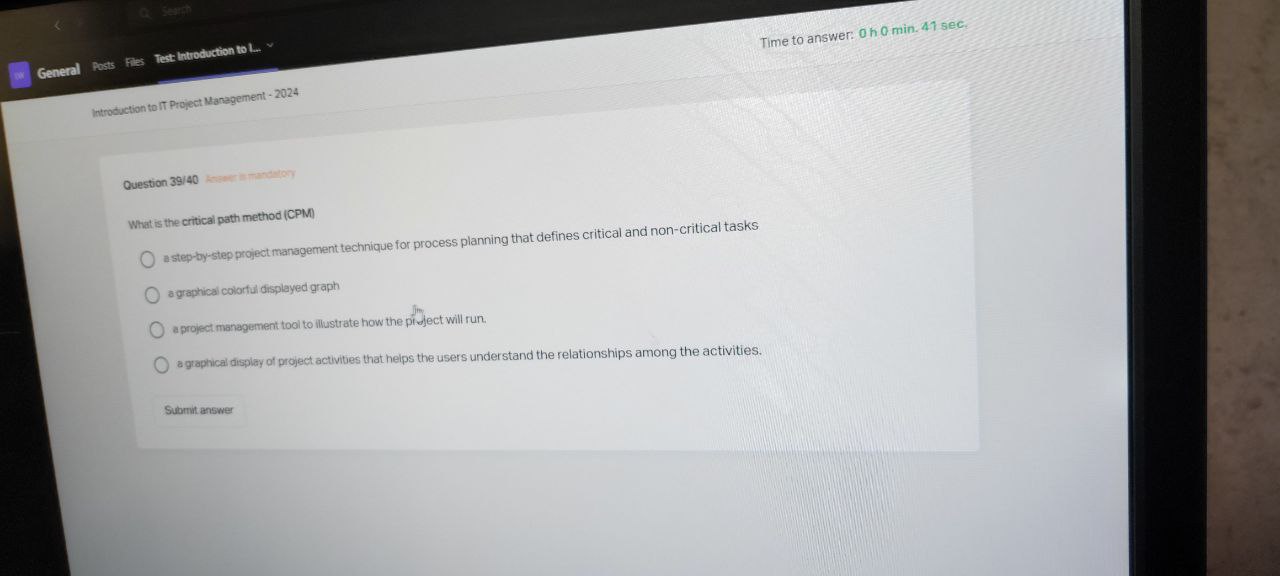 Search
General Posts Files Test: Introduction to I...
Time to answer: 0 h 0 min. 41 sec.
Introduction to IT Project Management - 2024
Question 39/40 Answer is mandatory
What is the critical path method (CPM)
a step-by-step project management technique for process planning that defines critical and non-critical tasks
a graphical colorful displayed graph
a project management tool to illustrate how the project will run.
a graphical display of project activities that helps the users understand the relationships among the activities.
Submit answer